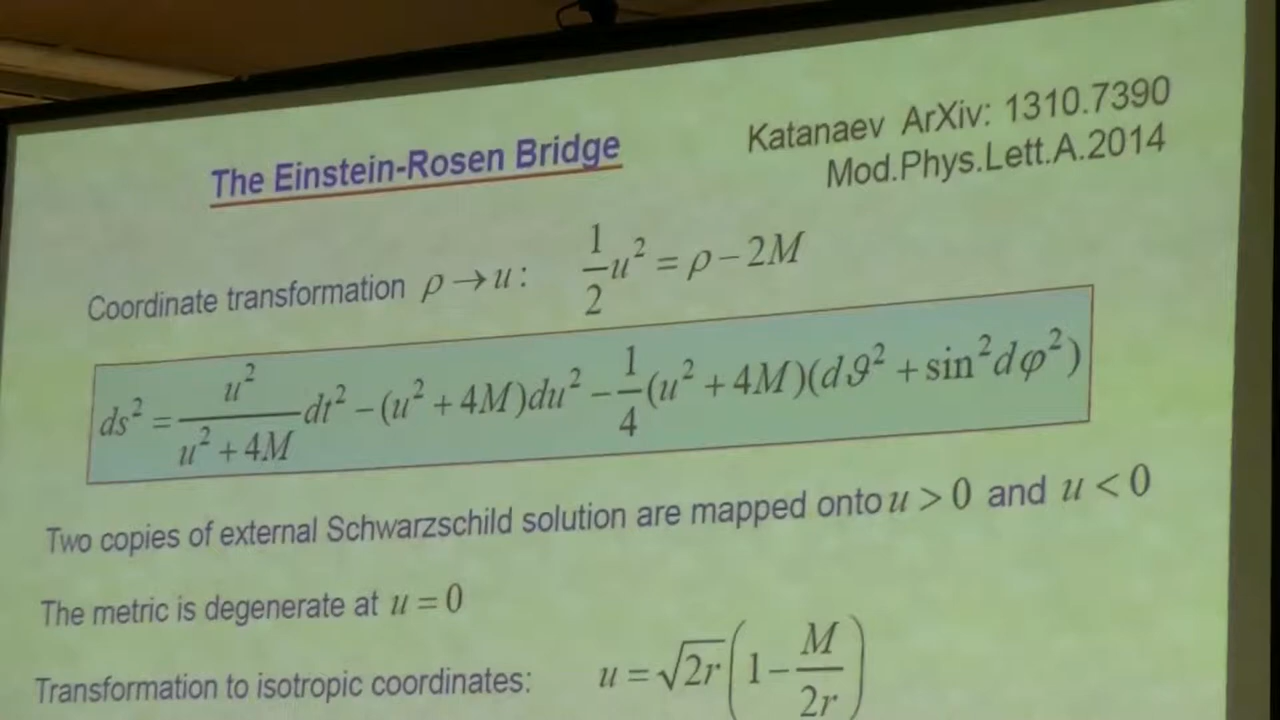 The Einstein-Rosen Bridge
Katanaev ArXiv: 1310.7390
Mod.Phys.Lett.A.2014
Coordinate transformation ρ→u: 1/2 u² = ρ−2M
ds² = u²/(u²+4M) dt² −(u²+4M)du² − 1/4 (u²+4M)(dϑ² + sin²dφ²)
Two copies of external Schwarzschild solution are mapped onto u > 0 and u < 0
The metric is degenerate at u = 0
Transformation to isotropic coordinates: u = √2r (1− M/2r)